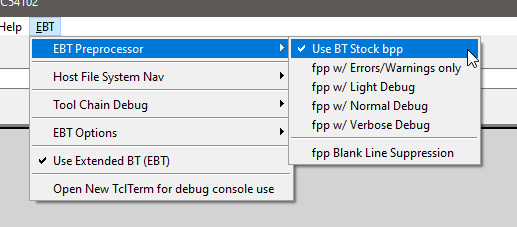 C54102
Help EBT
EBT Preprocessor
Host File System Nav
Tool Chain Debug
EBT Options
Use Extended BT (EBT)
Open New TclTerm for debug console use
Use BT Stock bpp
fpp w/ Errors/Warnings only
fpp w/ Light Debug
fpp w/ Normal Debug
fpp w/ Verbose Debug
fpp Blank Line Suppression